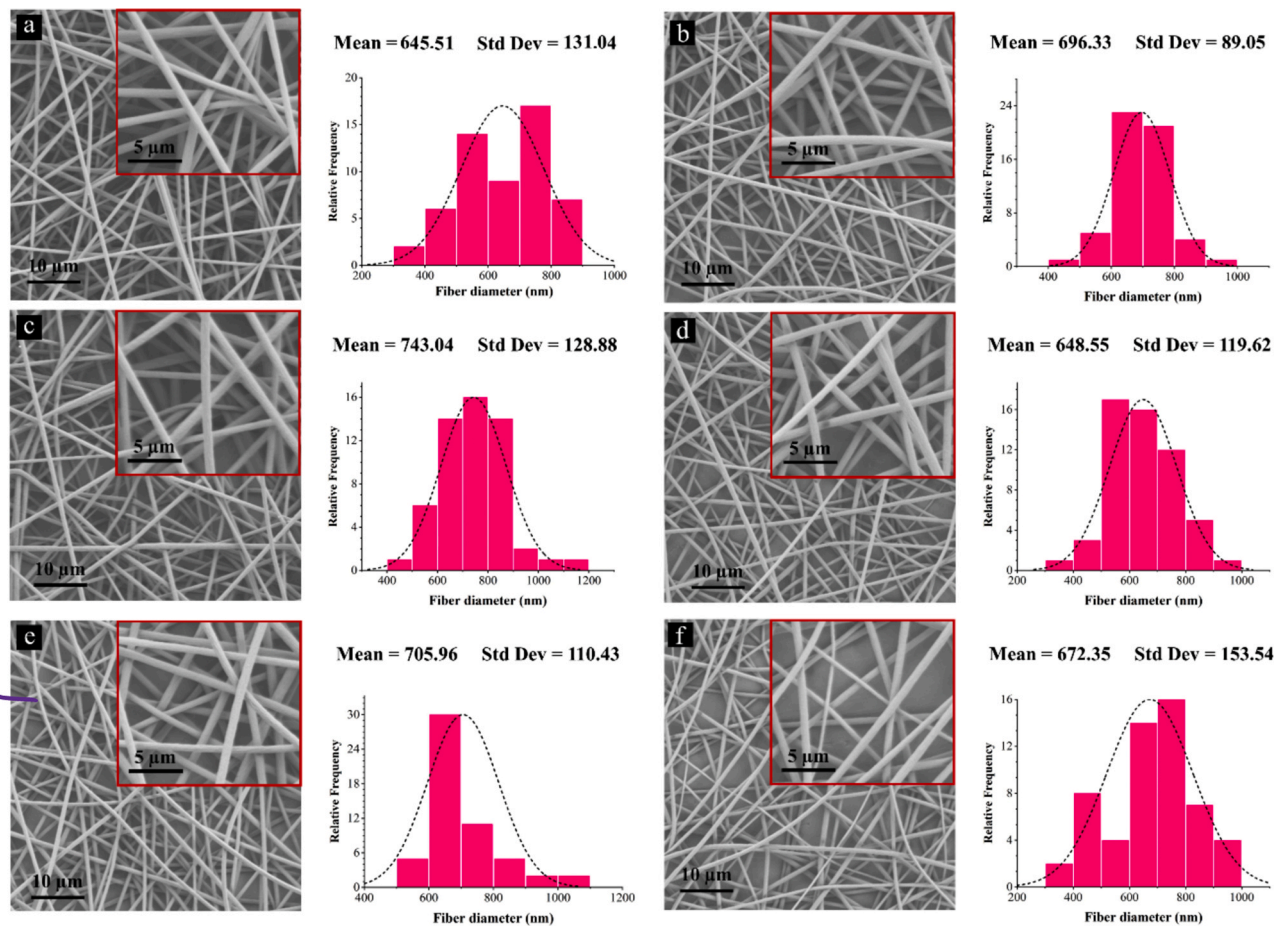 a
5 µm
10 µm
Mean = 645.51 Std Dev = 131.04
20
15
10
5
0
200 400 600 800 1000
Relative Frequency
Fiber diameter (nm)
b
5 µm
10 µm
Mean = 696.33 Std Dev = 89.05
24
18
12
6
0
400 600 800 1000
Relative Frequency
Fiber diameter (nm)
c
5 µm
10 µm
Mean = 743.04 Std Dev = 128.88
16
12
8
4
0
400 600 800 1000 1200
Relative Frequency
Fiber diameter (nm)
d
5 µm
10 µm
Mean = 648.55 Std Dev = 119.62
16
12
8
4
0
200 400 600 800 1000
Relative Frequency
Fiber diameter (nm)
e
5 µm
10 µm
Mean = 705.96 Std Dev = 110.43
30
24
18
12
6
0
400 600 800 1000 1200
Relative Frequency
Fiber diameter (nm)
f
5 µm
10 µm
Mean = 672.35 Std Dev = 153.54
16
12
8
4
0
200 400 600 800 1000
Relative Frequency
Fiber diameter (nm)